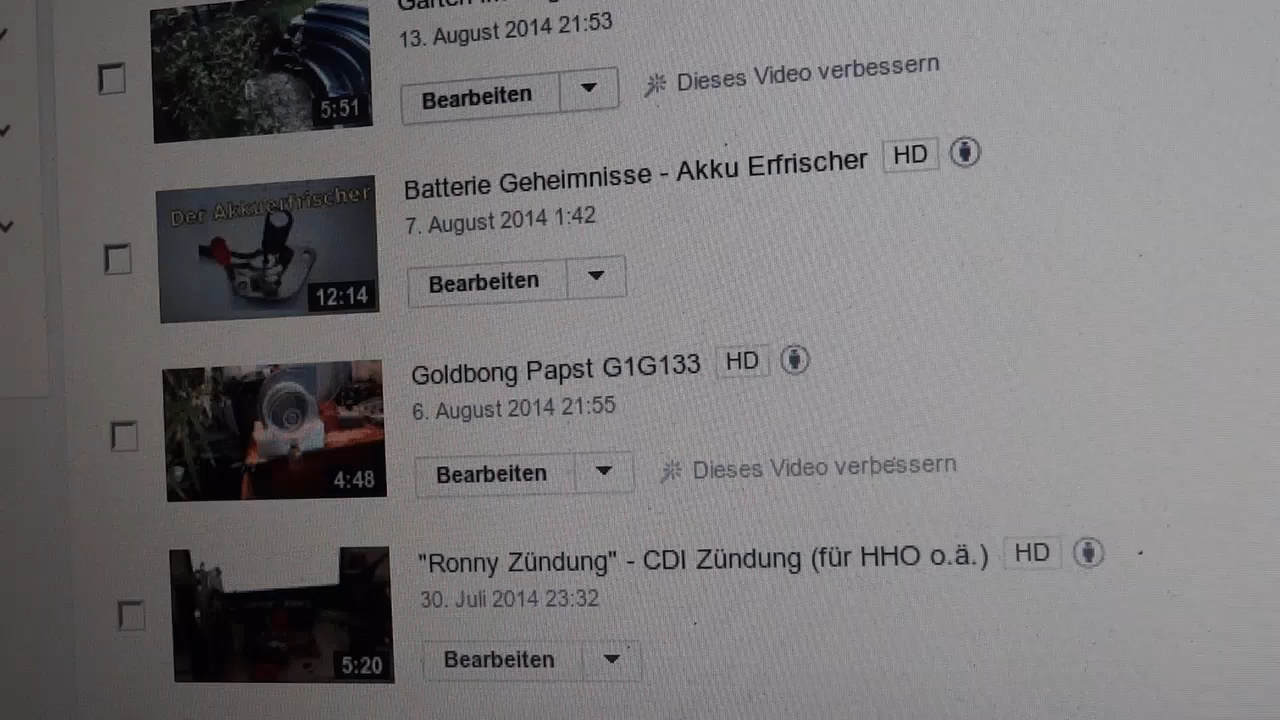 13. August 2014 21:53
5:51
Bearbeiten
Dieses Video verbessern
Batterie Geheimnisse - Akku Erfrischer HD
7. August 2014 1:42
Der Akkuerfrischer
12:14
Bearbeiten
Goldbong Papst G1G133 HD
6. August 2014 21:55
4:48
Bearbeiten
Dieses Video verbessern
"Ronny Zündung" - CDI Zündung (für HHO o.ä.) HD
30. Juli 2014 23:32
5:20
Bearbeiten